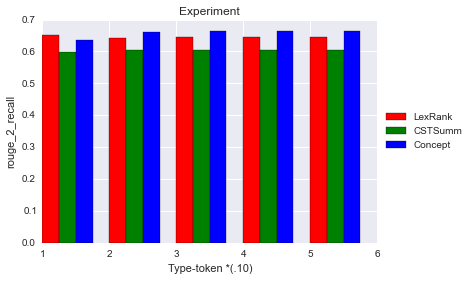 Experiment
rouge_2_recall
0.7
0.6
0.5
0.4
0.3
0.2
0.1
0.0
1 2 3 4 5 6
Type-token *(.10)
LexRank
CSTSumm
Concept